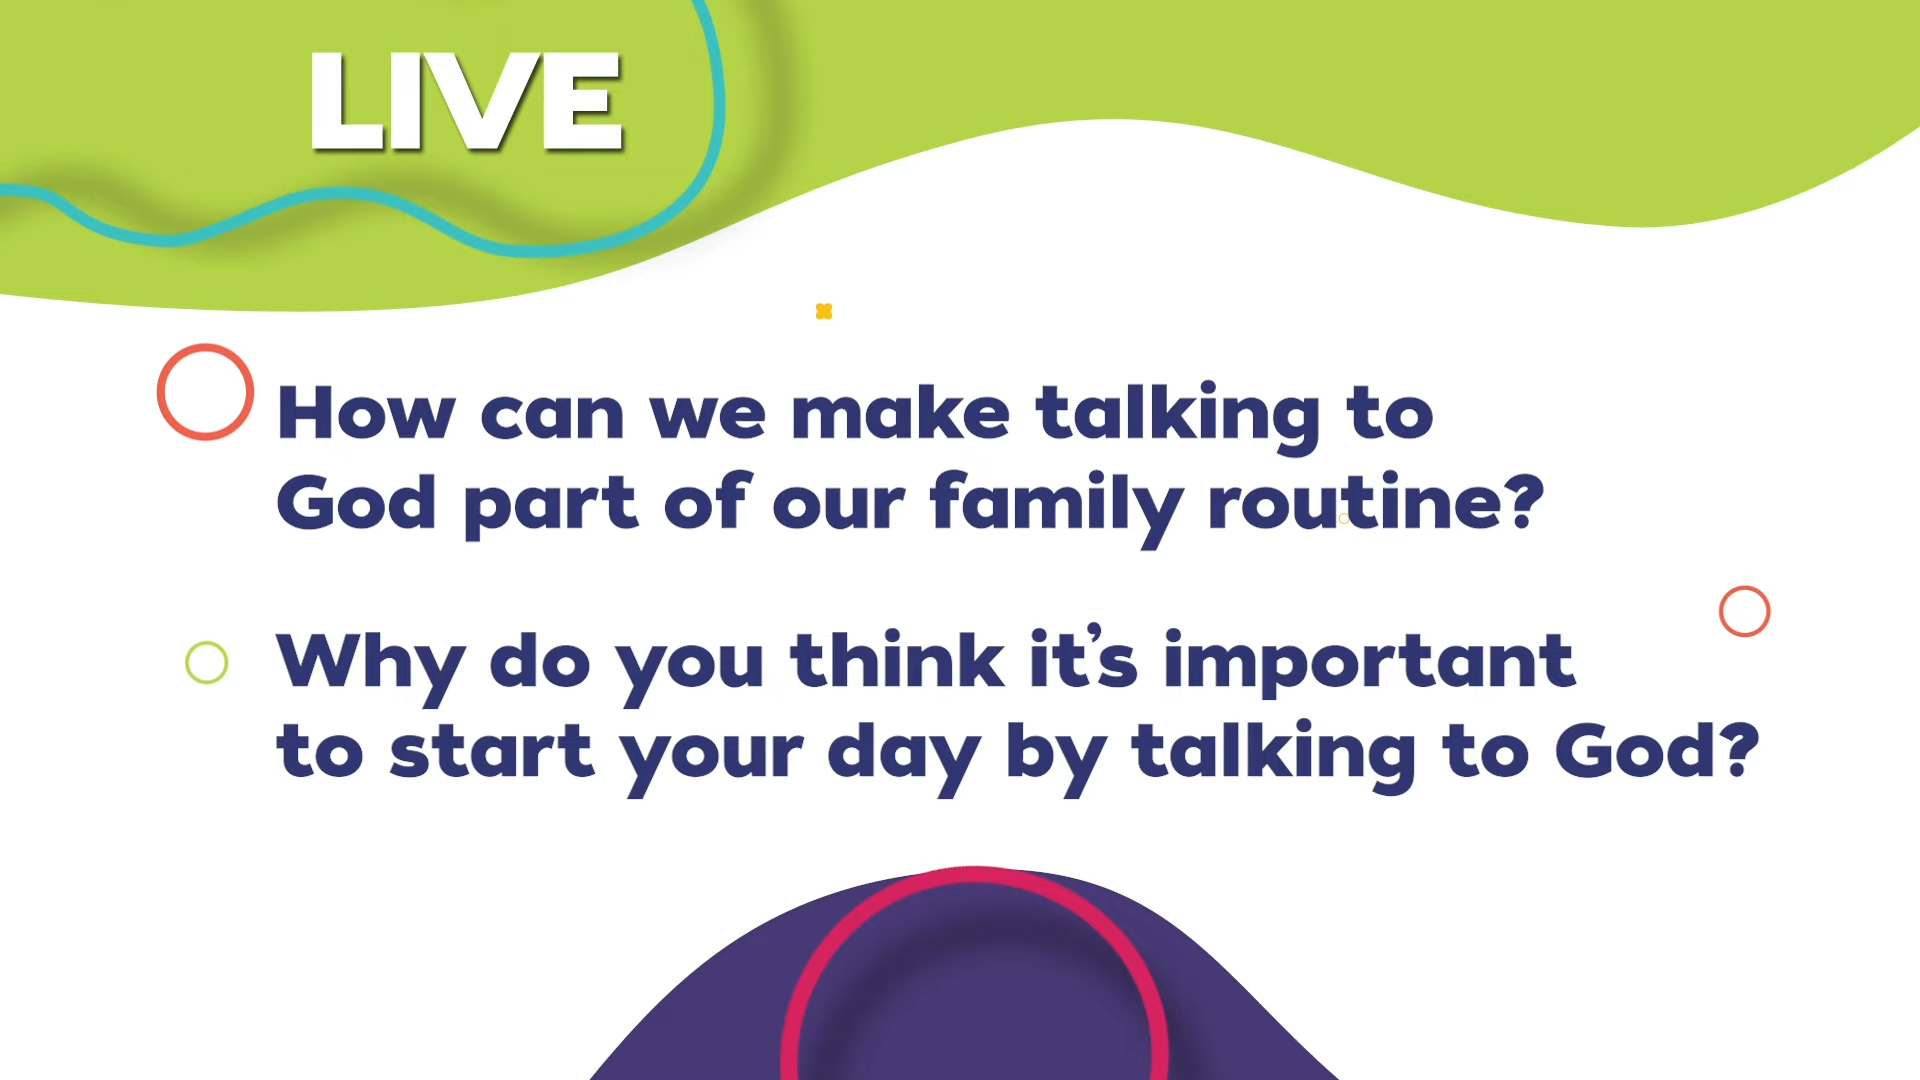 LIVE
How can we make talking to
God part of our family routine?
Why do you think it’s important
to start your day by talking to God?